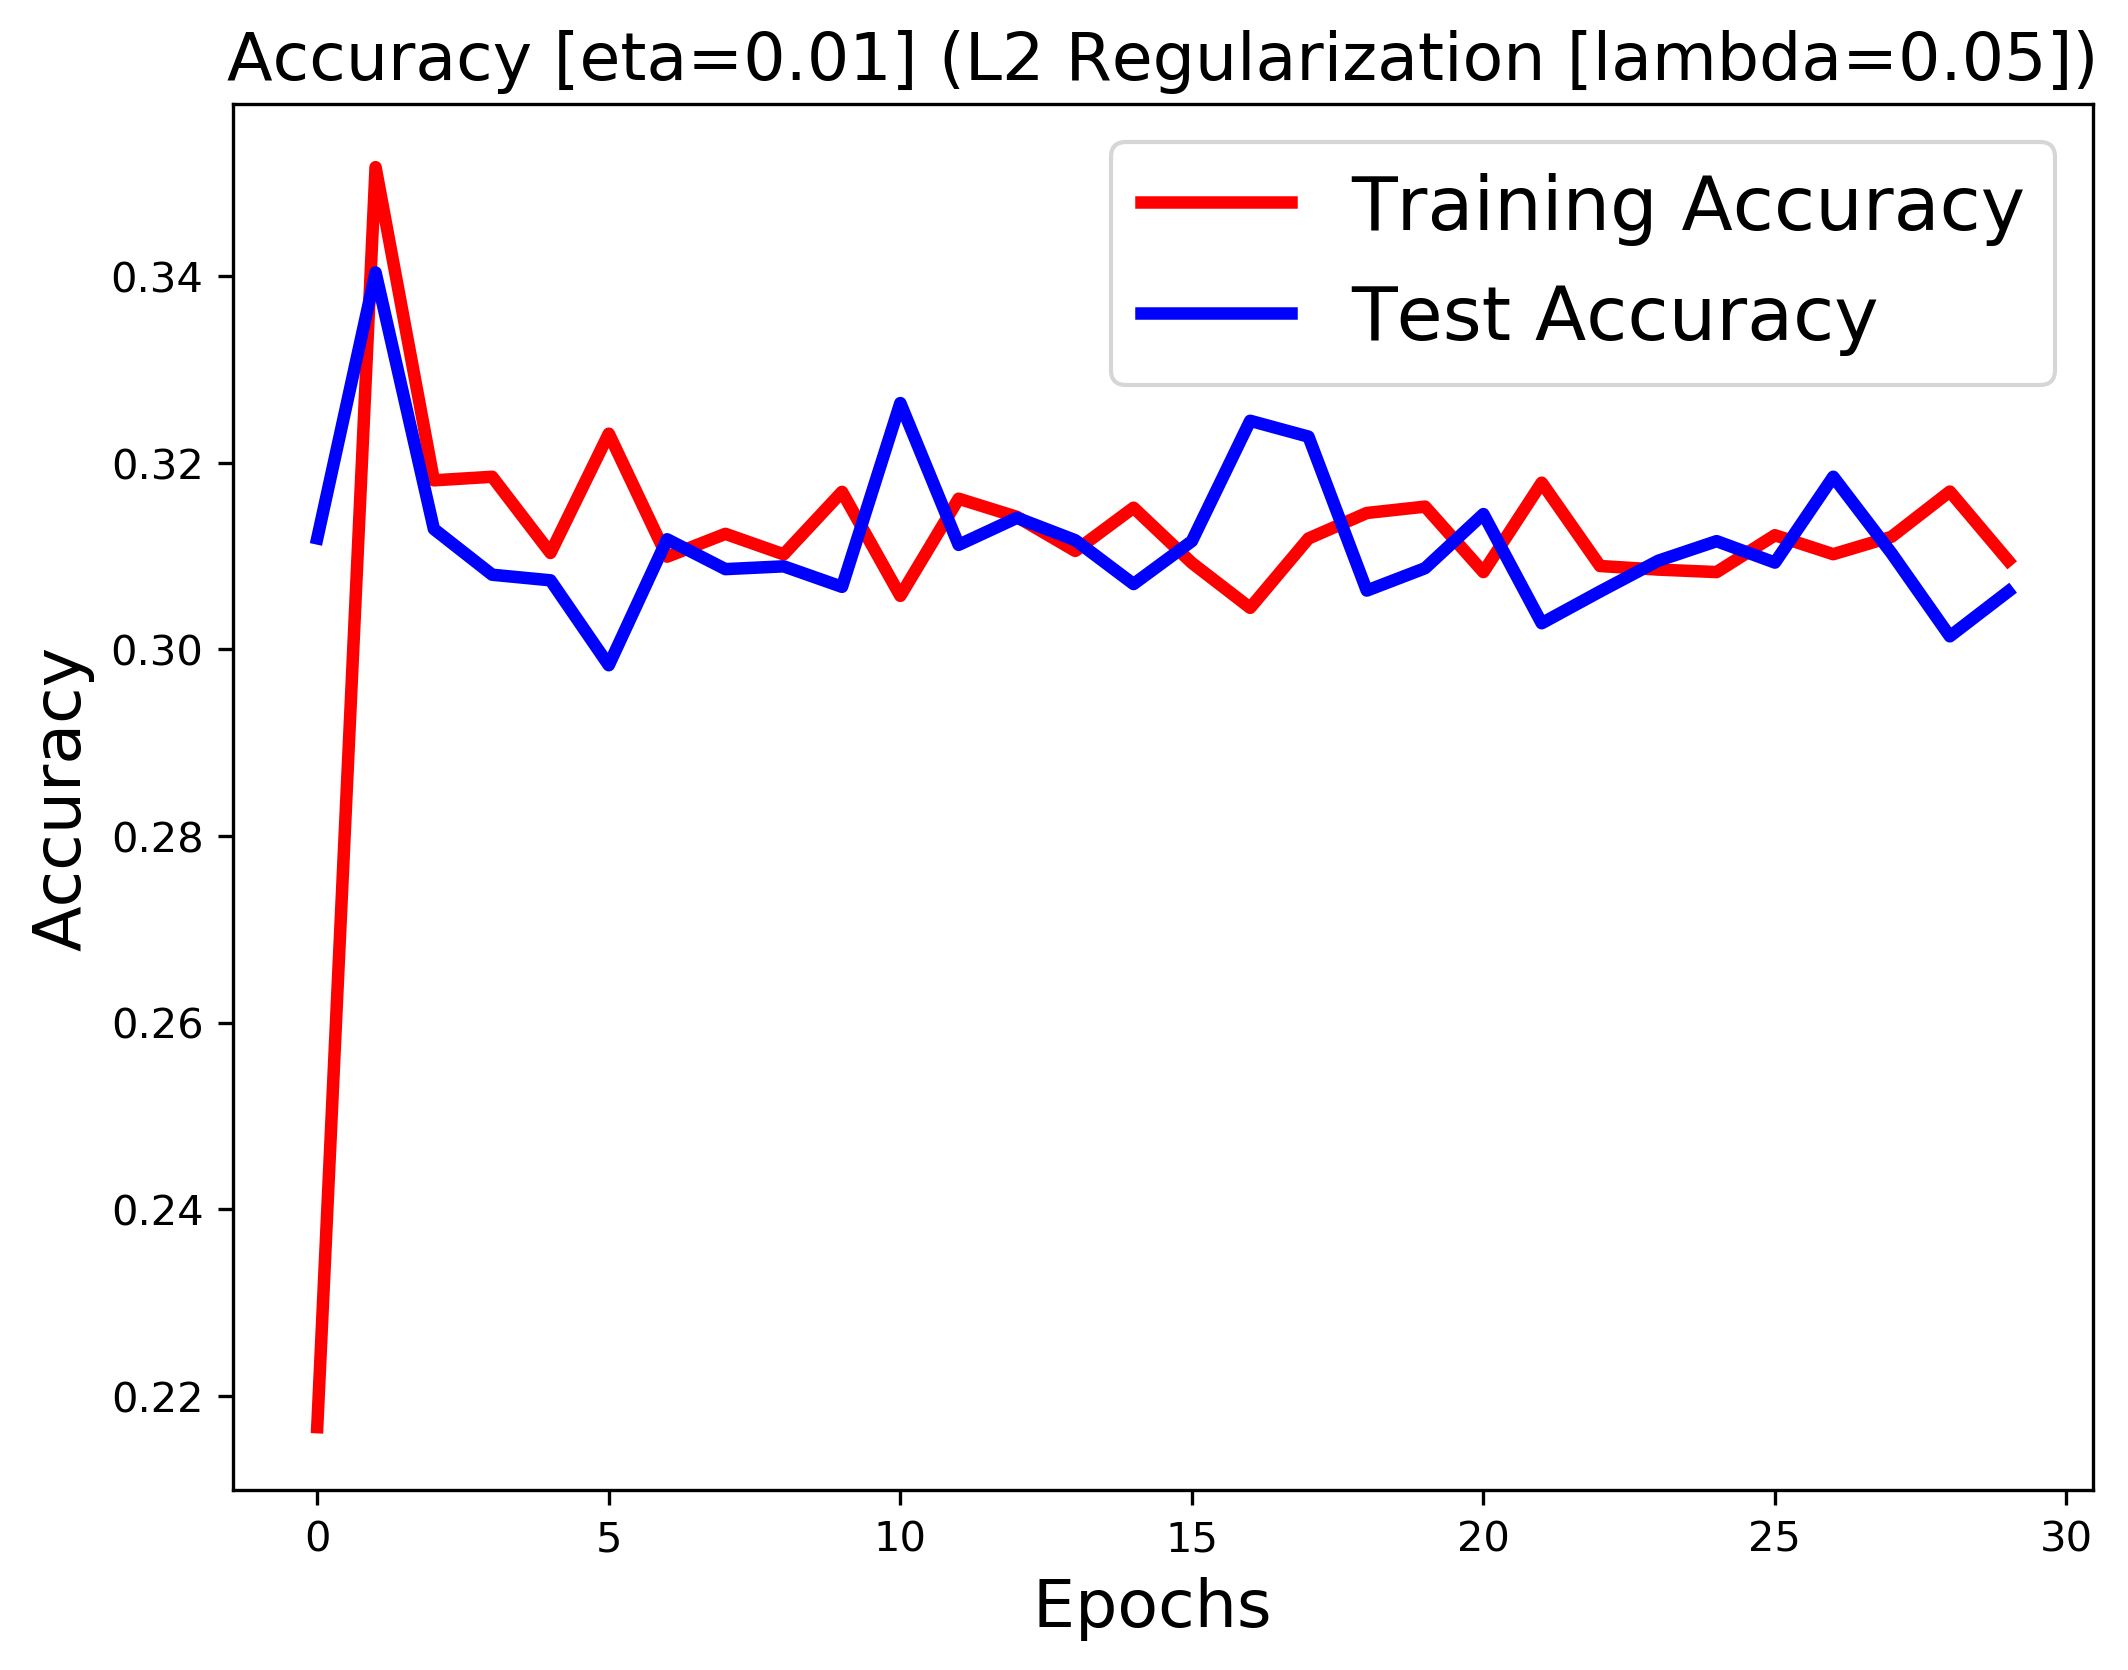 Accuracy [eta=0.01] (L2 Regularization [lambda=0.05])
Training Accuracy
Test Accuracy
Accuracy
0.34
0.32
0.30
0.28
0.26
0.24
0.22
0 5 10 15 20 25 30
Epochs